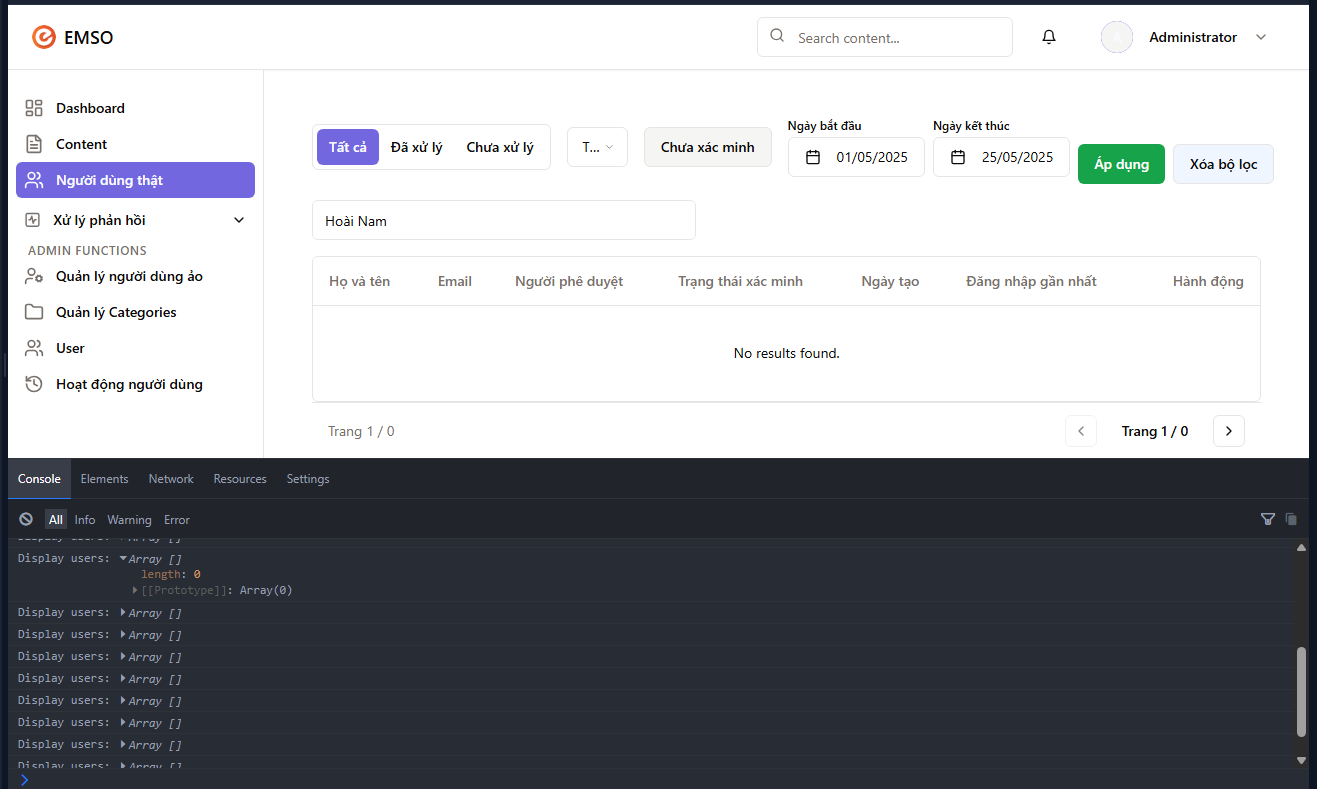 EMSO
Search content...
Administrator
Dashboard
Content
Người dùng thật
Xử lý phản hồi
ADMIN FUNCTIONS
Quản lý người dùng ảo
Quản lý Categories
User
Hoạt động người dùng
Tất cả Đã xử lý Chưa xử lý
T...
Chưa xác minh
Ngày bắt đầu
01/05/2025
Ngày kết thúc
25/05/2025
Áp dụng
Xóa bộ lọc
Hoài Nam
Họ và tên Email Người phê duyệt Trạng thái xác minh Ngày tạo Đăng nhập gần nhất Hành động
No results found.
Trang 1 / 0
Trang 1 / 0
Console Elements Network Resources Settings
All Info Warning Error
Display users: Array []
Display users: Array []
length: 0
[[Prototype]]: Array(0)
Display users: Array []
Display users: Array []
Display users: Array []
Display users: Array []
Display users: Array []
Display users: Array []
Display users: Array []
Display users: Array []